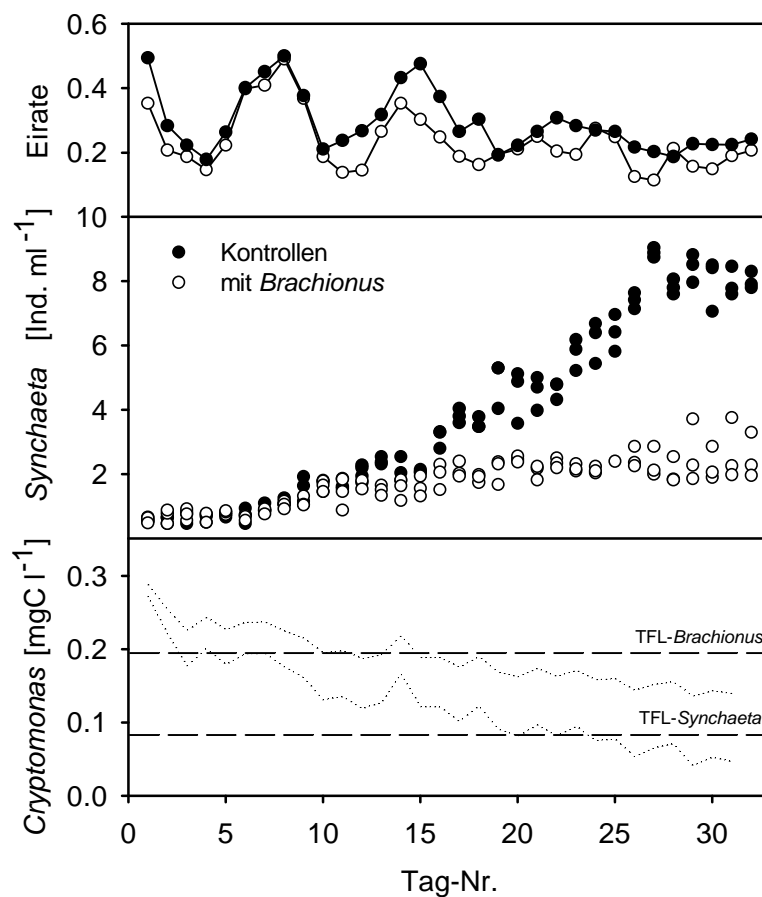 Eirate
0.6
0.4
0.2
Synchaeta [Ind. ml-1]
10
8
6
4
2
Kontrollen
mit Brachionus
Cryptomonas [mgC l-1]
0.3
0.2
0.1
0.0
TFL-Brachionus
TFL-Synchaeta
0 5 10 15 20 25 30
Tag-Nr.